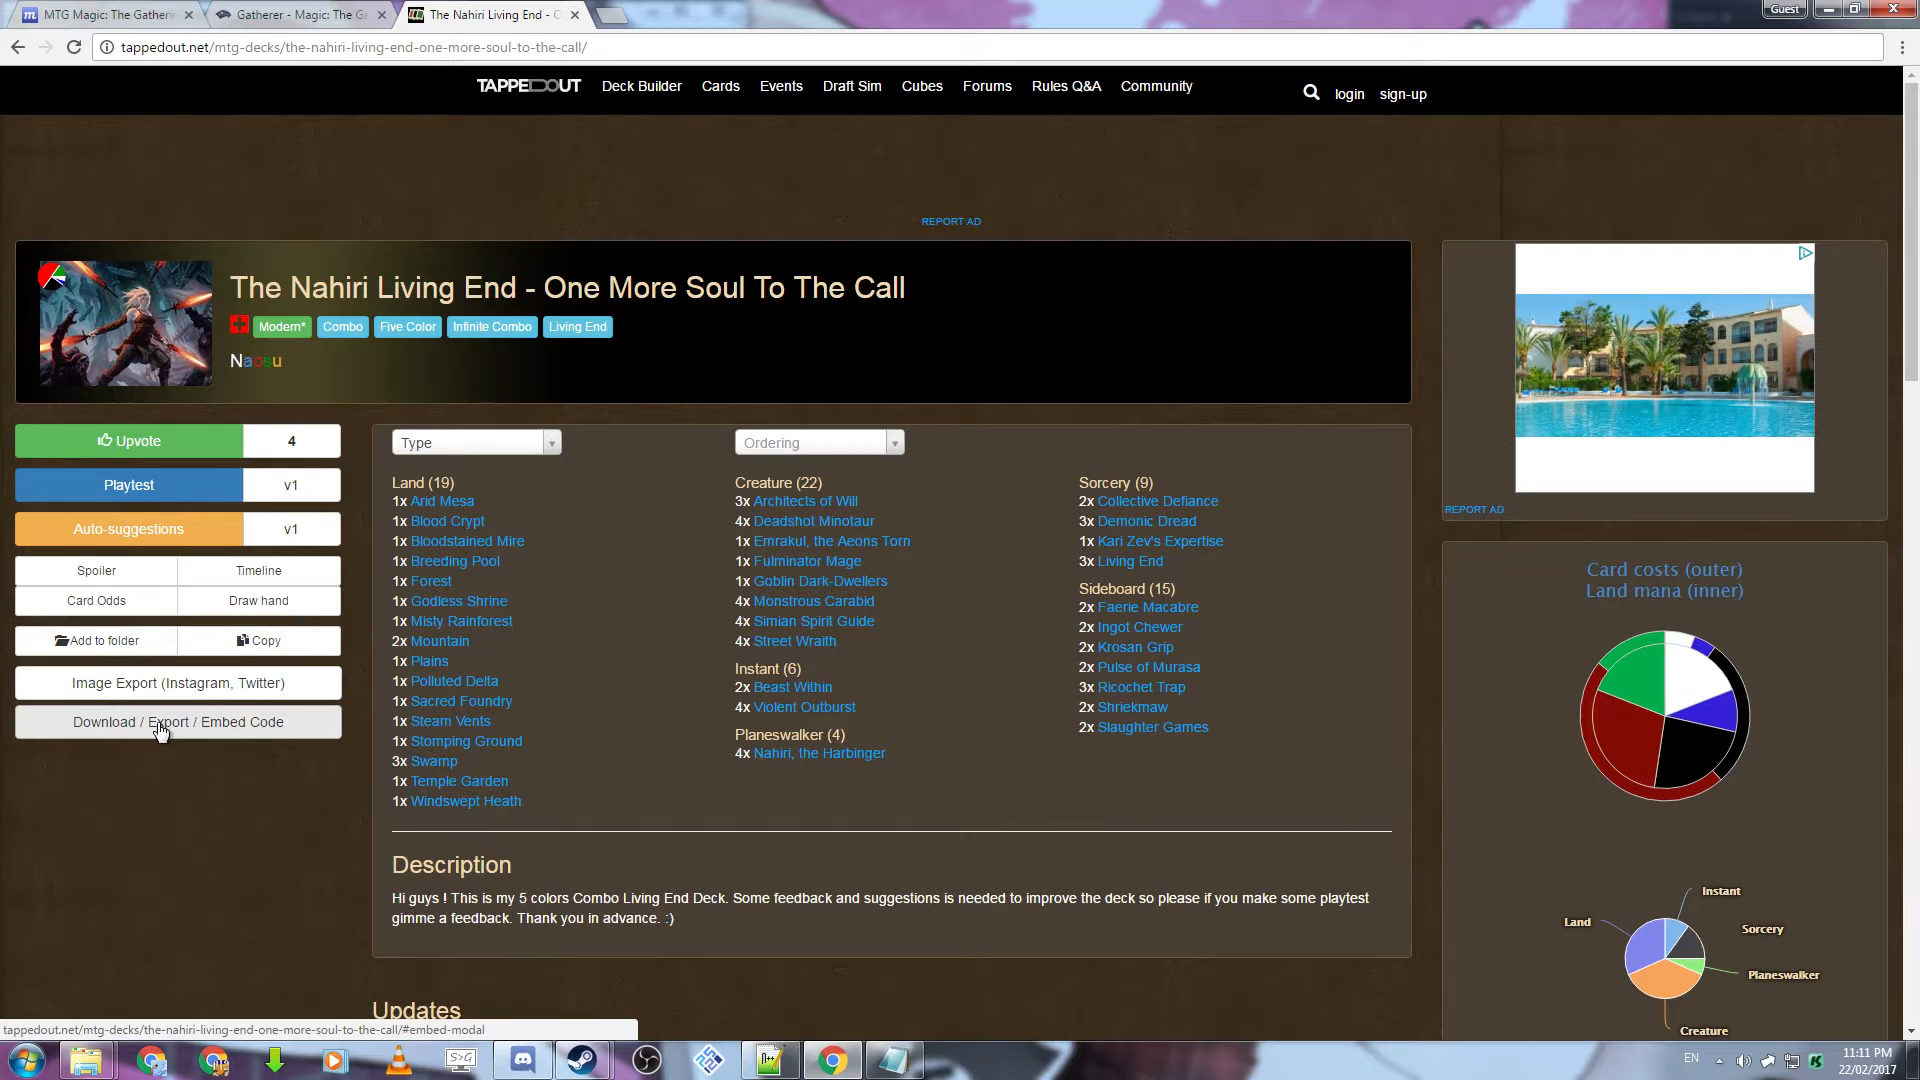 MTG Magic: The Gatheri
Gatherer - Magic: The Ga
The Nahiri Living End - O
Guest
tappedout.net/mtg-decks/the-nahiri-living-end-one-more-soul-to-the-call/
TAPPEDOUT Deck Builder Cards Events Draft Sim Cubes Forums Rules Q&A Community login sign-up
REPORT AD
The Nahiri Living End - One More Soul To The Call
Modern* Combo Five Color Infinite Combo Living End
Naosu
Upvote 4
Playtest v1
Auto-suggestions v1
Spoiler Timeline
Card Odds Draw hand
Add to folder Copy
Image Export (Instagram, Twitter)
Download / Export / Embed Code
Type
Ordering
Land (19)
1x Arid Mesa
1x Blood Crypt
1x Bloodstained Mire
1x Breeding Pool
1x Forest
1x Godless Shrine
1x Misty Rainforest
2x Mountain
1x Plains
1x Polluted Delta
1x Sacred Foundry
1x Steam Vents
1x Stomping Ground
3x Swamp
1x Temple Garden
1x Windswept Heath
Creature (22)
3x Architects of Will
4x Deadshot Minotaur
1x Emrakul, the Aeons Torn
1x Fulminator Mage
1x Goblin Dark-Dwellers
4x Monstrous Carabid
4x Simian Spirit Guide
4x Street Wraith
Instant (6)
2x Beast Within
4x Violent Outburst
Planeswalker (4)
4x Nahiri, the Harbinger
Sorcery (9)
2x Collective Defiance
3x Demonic Dread
1x Kari Zev's Expertise
3x Living End
Sideboard (15)
2x Faerie Macabre
2x Ingot Chewer
2x Krosan Grip
2x Pulse of Murasa
3x Ricochet Trap
2x Shriekmaw
2x Slaughter Games
Description
Hi guys ! This is my 5 colors Combo Living End Deck. Some feedback and suggestions is needed to improve the deck so please if you make some playtest
gimme a feedback. Thank you in advance. :)
Updates
REPORT AD
Card costs (outer)
Land mana (inner)
Instant
Land
Sorcery
Planeswalker
Creature
tappedout.net/mtg-decks/the-nahiri-living-end-one-more-soul-to-the-call/#embed-modal
S>G
EN
11:11 PM
22/02/2017